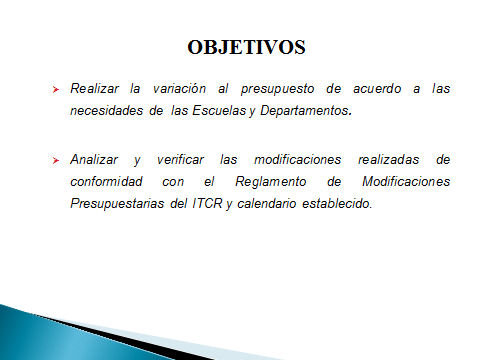 OBJETIVOS
Realizar la variación al presupuesto de acuerdo a las
necesidades de las Escuelas y Departamentos.
Analizar y verificar las modificaciones realizadas de
conformidad con el Reglamento de Modificaciones
Presupuestarias del ITCR y calendario establecido.